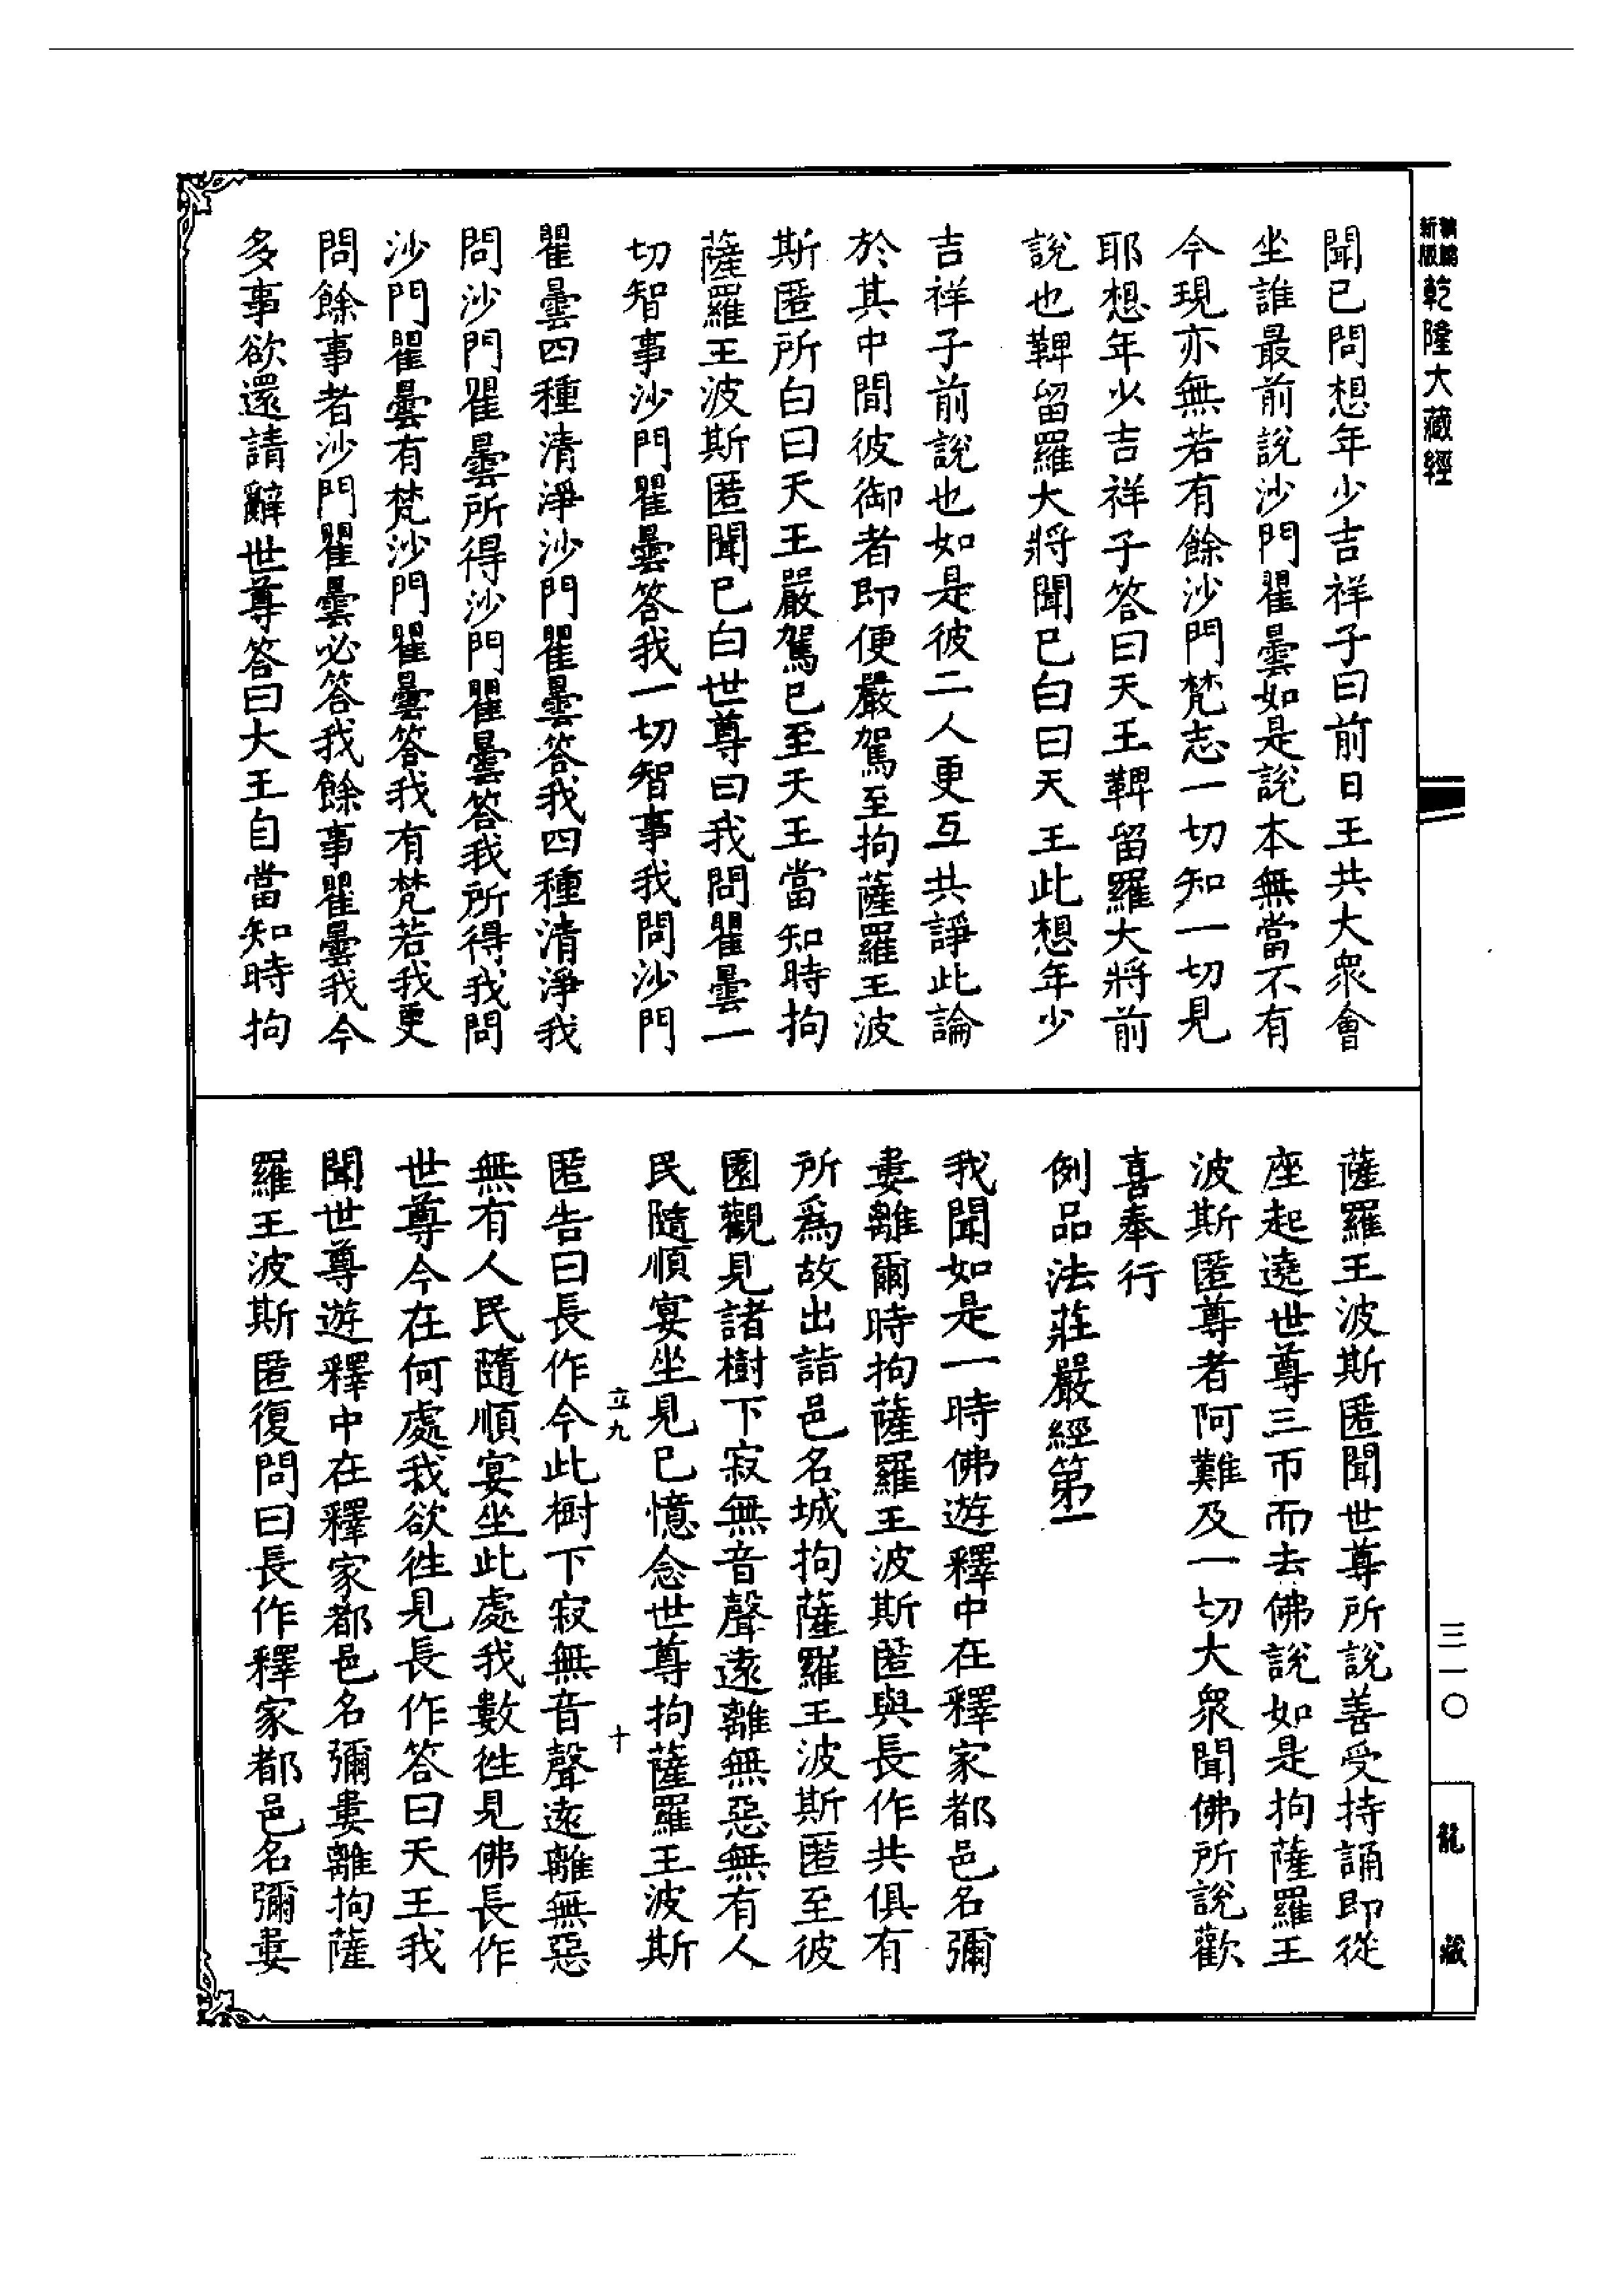 新編
新版
乾隆大藏經
聞已問想年少吉祥子曰前日王共大衆會
坐誰最前說沙門瞿曇如是說本無當不有
今現亦無若有餘沙門梵志一切知一切見
耶想年少吉祥子答曰天王鞞留羅大將前
說也鞞留羅大將聞已白曰天王此想年少
吉祥子前說也如是彼二人更互共諍此論
於其中間彼御者即便嚴駕至拘薩羅王波
斯匿所白曰天王嚴駕已至天王當知時拘
薩羅王波斯匿聞已白世尊曰我問瞿曇一
切智事沙門瞿曇答我一切智事我問沙門
瞿曇四種清淨沙門瞿曇答我四種清淨我
問沙門瞿曇所得沙門瞿曇答我所得我問
沙門瞿曇有梵沙門瞿曇答我有梵若我更
問餘事者沙門瞿曇必答我餘事瞿曇我今
多事欲還請辭世尊答曰大王自當知時拘
薩羅王波斯匿聞世尊所說善受持誦即從
座起遶世尊三帀而去佛說如是拘薩羅王
波斯匿尊者阿難及一切大衆聞佛所說歡
喜奉行
例品法莊嚴經第二
我聞如是一時佛遊釋中在釋家都邑名彌
婁離爾時拘薩羅王波斯匿與長作共俱有
所爲故出詣邑名城拘薩羅王波斯匿至彼
園觀見諸樹下寂無音聲遠離無惡無有人
民隨順宴坐見已憶念世尊拘薩羅王波斯
立九
十
匿告曰長作今此樹下寂無音聲遠離無惡
無有人民隨順宴坐此處我數徃見佛長作
世尊今在何處我欲徃見長作答曰天王我
聞世尊遊釋中在釋家都邑名彌婁離拘薩
羅王波斯匿復問曰長作釋家都邑名彌婁
三一〇
龍藏